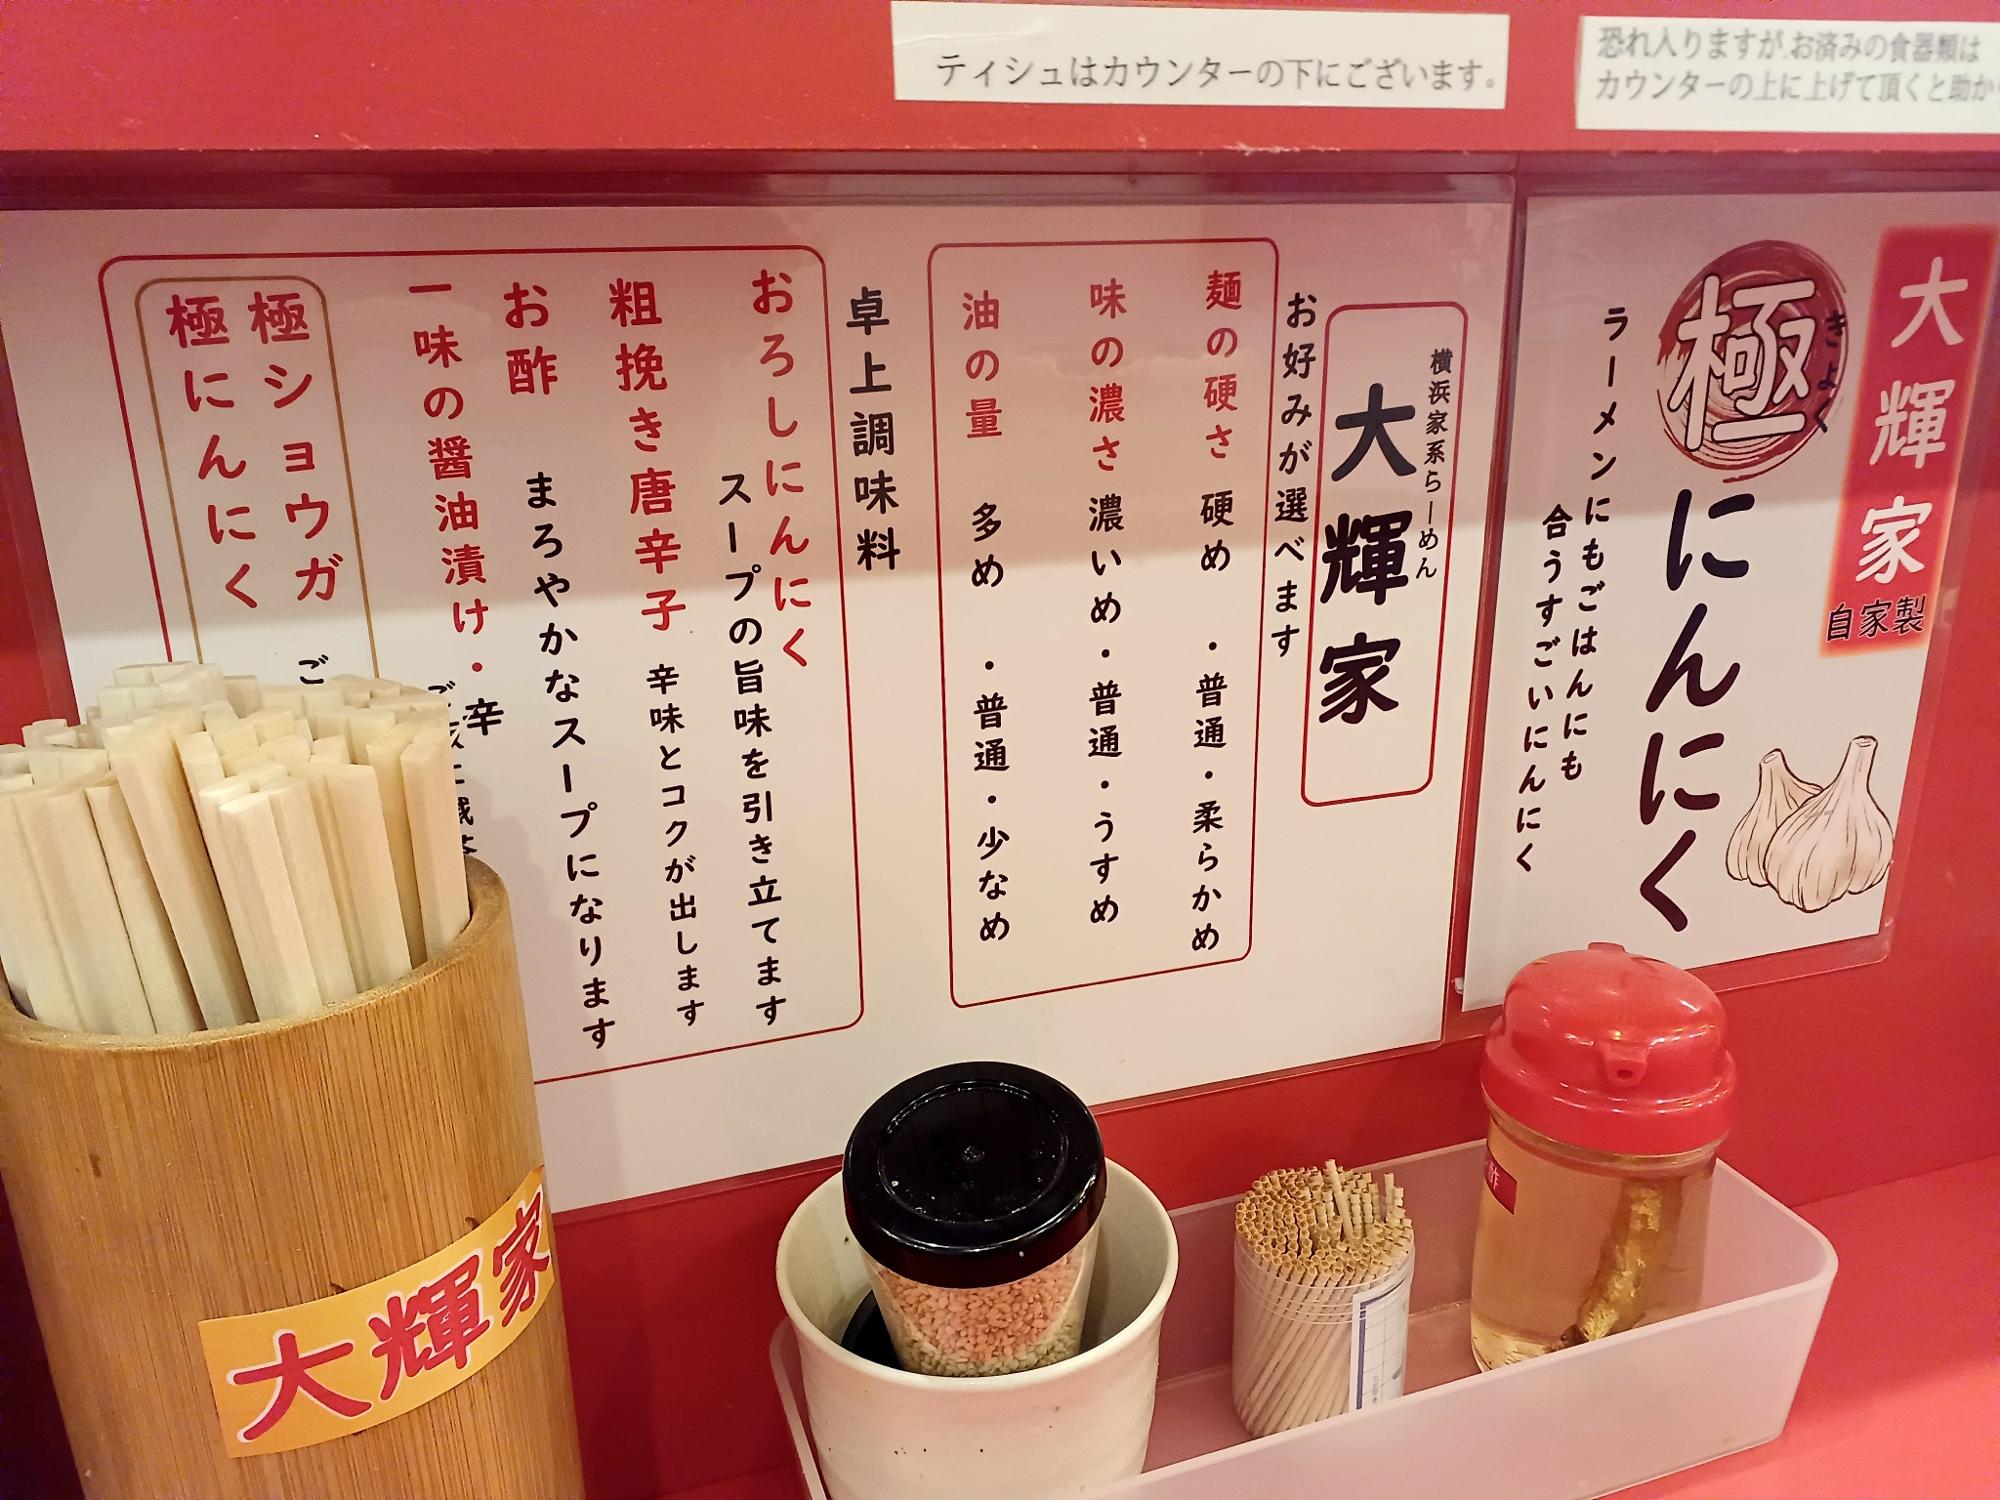 ティシュはカウンターの下にございます。
恐れ入りますが、お済みの食器類は
カウンターの上に上げて頂くと助か
大輝家
自家製
きよく
極にんにく
ラーメンにもごはんにも
合うすごいにんにく
横浜家系らーめん
大輝家
お好みが選べます
麺の硬さ 硬め・普通・柔らかめ
味の濃さ 濃いめ・普通・うすめ
油の量 多め・普通・少なめ
卓上調味料
おろしにんにく
スープの旨味を引き立てます
粗挽き唐辛子 辛味とコクが出します
お酢
まろやかなスープになります
一味の醤油漬け・辛
極ショウガ
極にんにく
ご
大輝家
酢